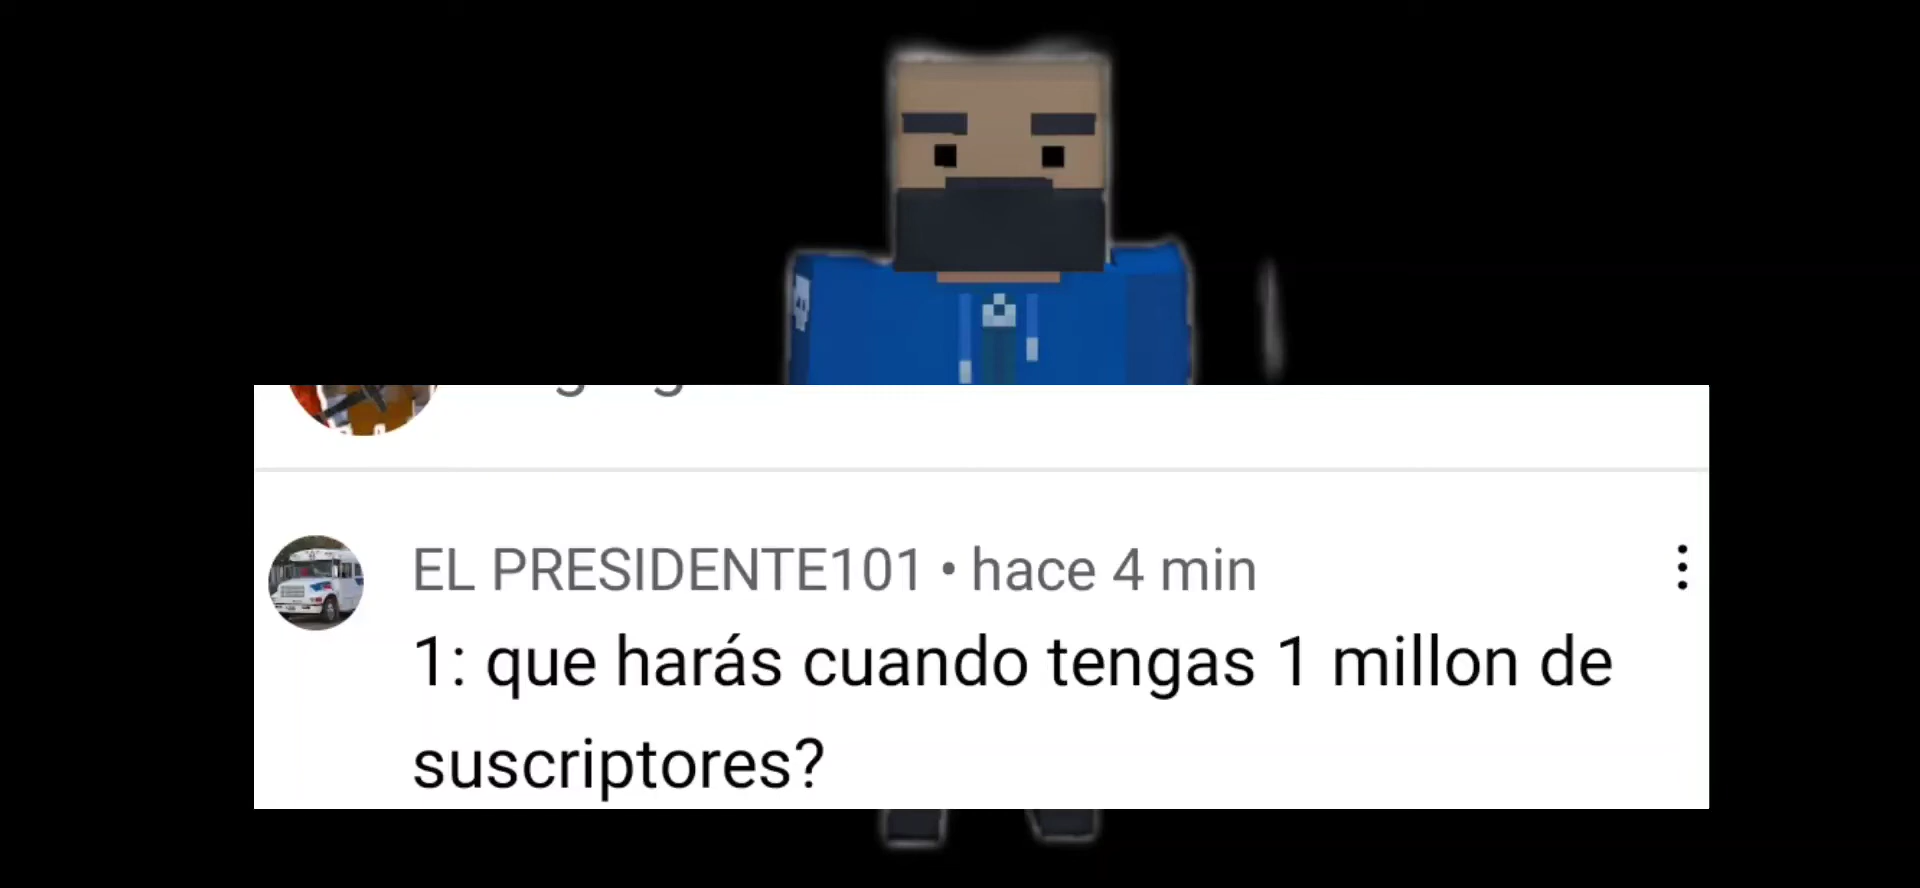 EL PRESIDENTE101 • hace 4 min
1: que harás cuando tengas 1 millon de
suscriptores?